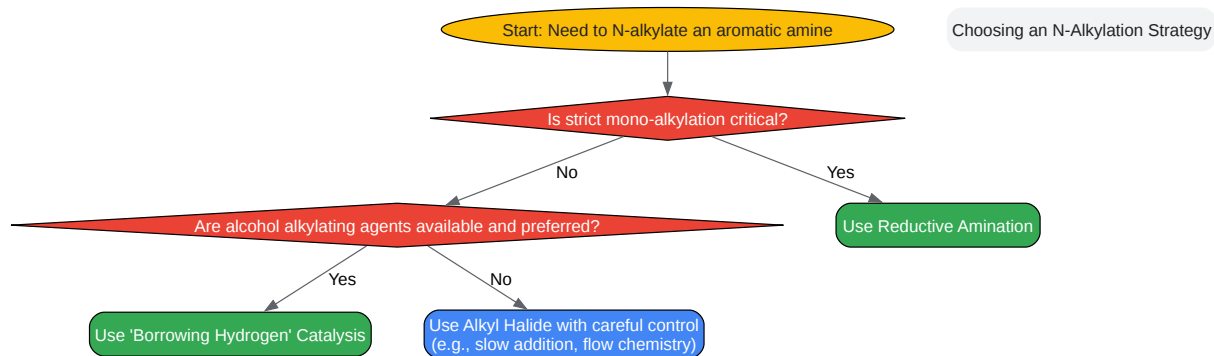 Start: Need to N-alkylate an aromatic amine
Choosing an N-Alkylation Strategy
Is strict mono-alkylation critical?
No
Yes
Are alcohol alkylating agents available and preferred?
Use Reductive Amination
Yes
No
Use 'Borrowing Hydrogen' Catalysis
Use Alkyl Halide with careful control
(e.g., slow addition, flow chemistry)